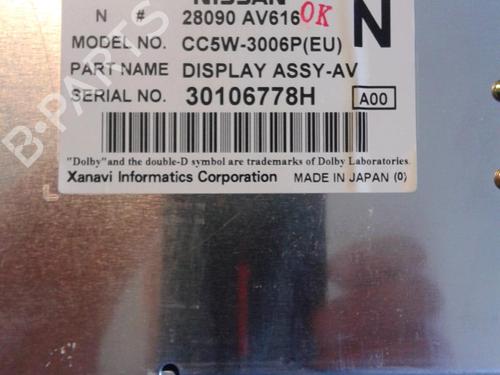 NISSAN
N # 28090 AV616 OK N
MODEL NO. CC5W-3006P(EU)
PART NAME DISPLAY ASSY-AV
SERIAL NO. 30106778H A00
"Dolby" and the double-D symbol are trademarks of Dolby Laboratories.
Xanavi Informatics Corporation MADE IN JAPAN (0)
B-PARTS